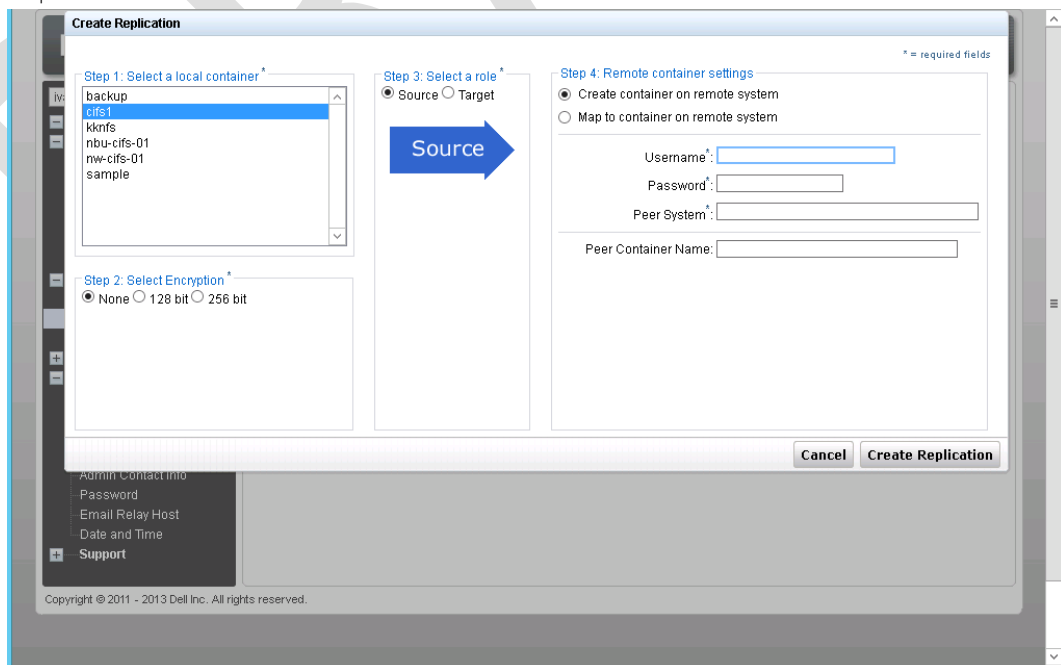 Create Replication
* = required fields
Step 1: Select a local container *
backup
cifs1
kknfs
nbu-cifs-01
nw-cifs-01
sample
Step 2: Select Encryption *
None 128 bit 256 bit
Step 3: Select a role *
Source Target
Source
Step 4: Remote container settings
Create container on remote system
Map to container on remote system
Username*:
Password*:
Peer System*:
Peer Container Name:
Cancel Create Replication
Admin Contact Info
Password
Email Relay Host
Date and Time
Support
Copyright © 2011 - 2013 Dell Inc. All rights reserved.